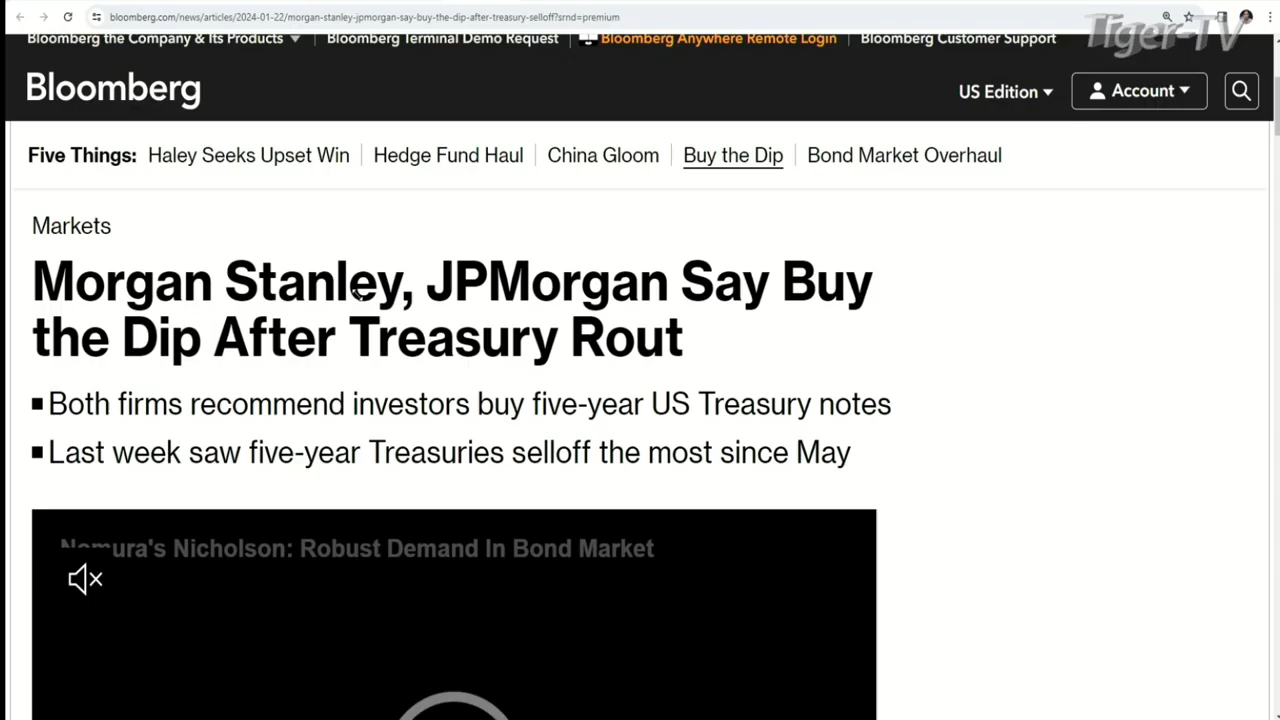 bloomberg.com/news/articles/2024-01-22/morgan-stanley-jpmorgan-say-buy-the-dip-after-treasury-selloff?srnd=premium
Tiger-TV
Bloomberg the Company & Its Products
Bloomberg Terminal Demo Request
Bloomberg Anywhere Remote Login
Bloomberg Customer Support
Bloomberg
US Edition
Account
Five Things: Haley Seeks Upset Win Hedge Fund Haul China Gloom Buy the Dip Bond Market Overhaul
Markets
Morgan Stanley, JPMorgan Say Buy
the Dip After Treasury Rout
Both firms recommend investors buy five-year US Treasury notes
Last week saw five-year Treasuries selloff the most since May
Nomura's Nicholson: Robust Demand In Bond Market